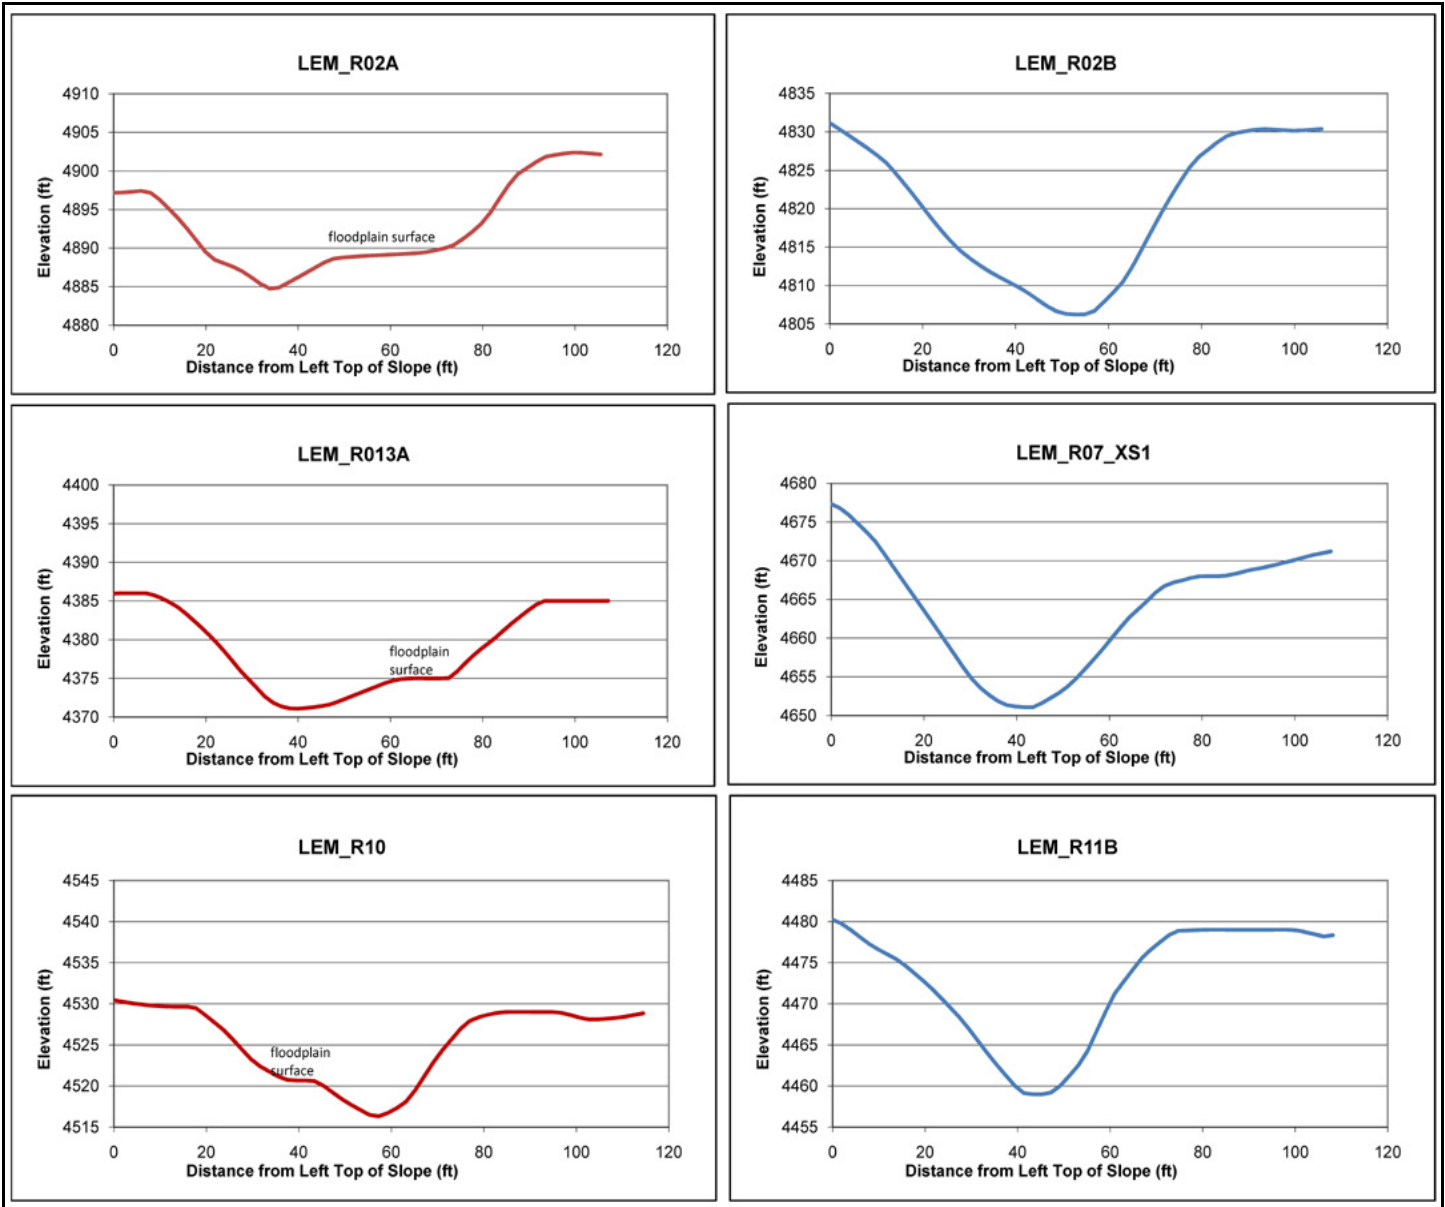 LEM_R02A
4910
4905
4900
4895
4890
4885
4880
Elevation (ft)
floodplain surface
0 20 40 60 80 100 120
Distance from Left Top of Slope (ft)
LEM_R02B
4835
4830
4825
4820
4815
4810
4805
Elevation (ft)
0 20 40 60 80 100 120
Distance from Left Top of Slope (ft)
LEM_R013A
4400
4395
4390
4385
4380
4375
4370
Elevation (ft)
floodplain
surface
0 20 40 60 80 100 120
Distance from Left Top of Slope (ft)
LEM_R07_XS1
4680
4675
4670
4665
4660
4655
4650
Elevation (ft)
0 20 40 60 80 100 120
Distance from Left Top of Slope (ft)
LEM_R10
4545
4540
4535
4530
4525
4520
4515
Elevation (ft)
floodplain
surface
0 20 40 60 80 100 120
Distance from Left Top of Slope (ft)
LEM_R11B
4485
4480
4475
4470
4465
4460
4455
Elevation (ft)
0 20 40 60 80 100 120
Distance from Left Top of Slope (ft)